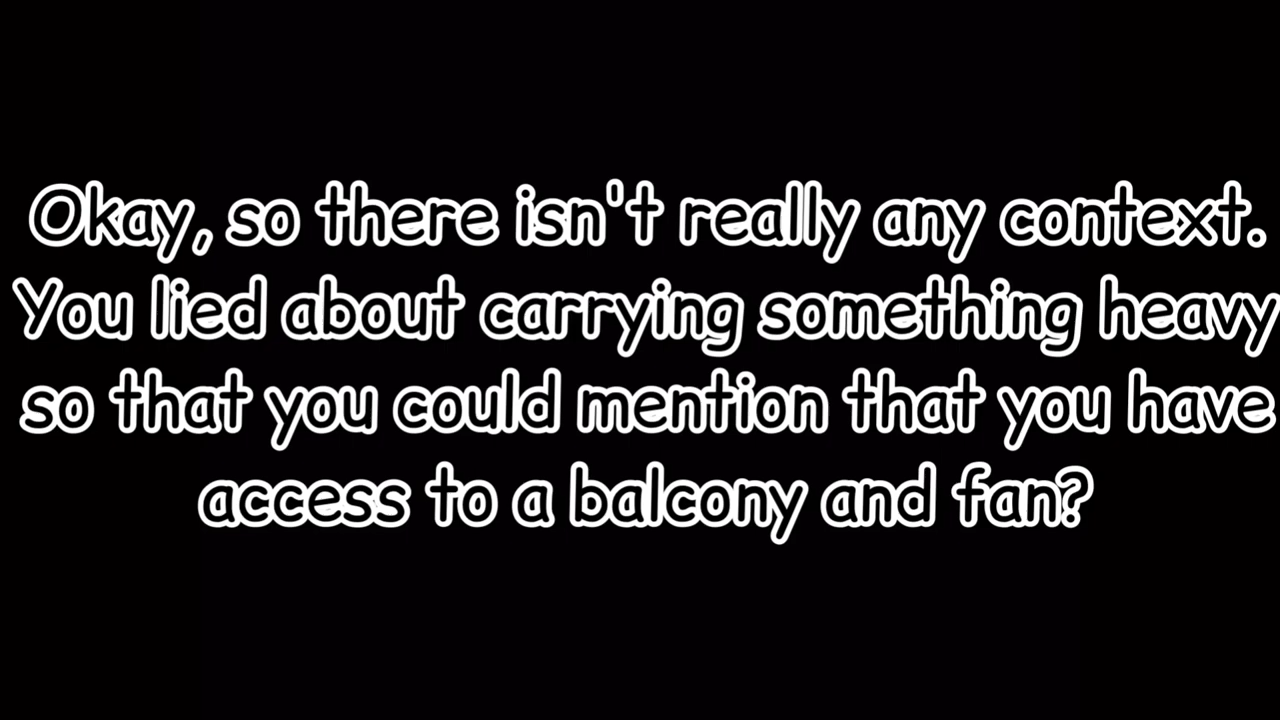 Okay, so there isn't really any context.
You lied about carrying something heavy
so that you could mention that you have
access to a balcony and fan?